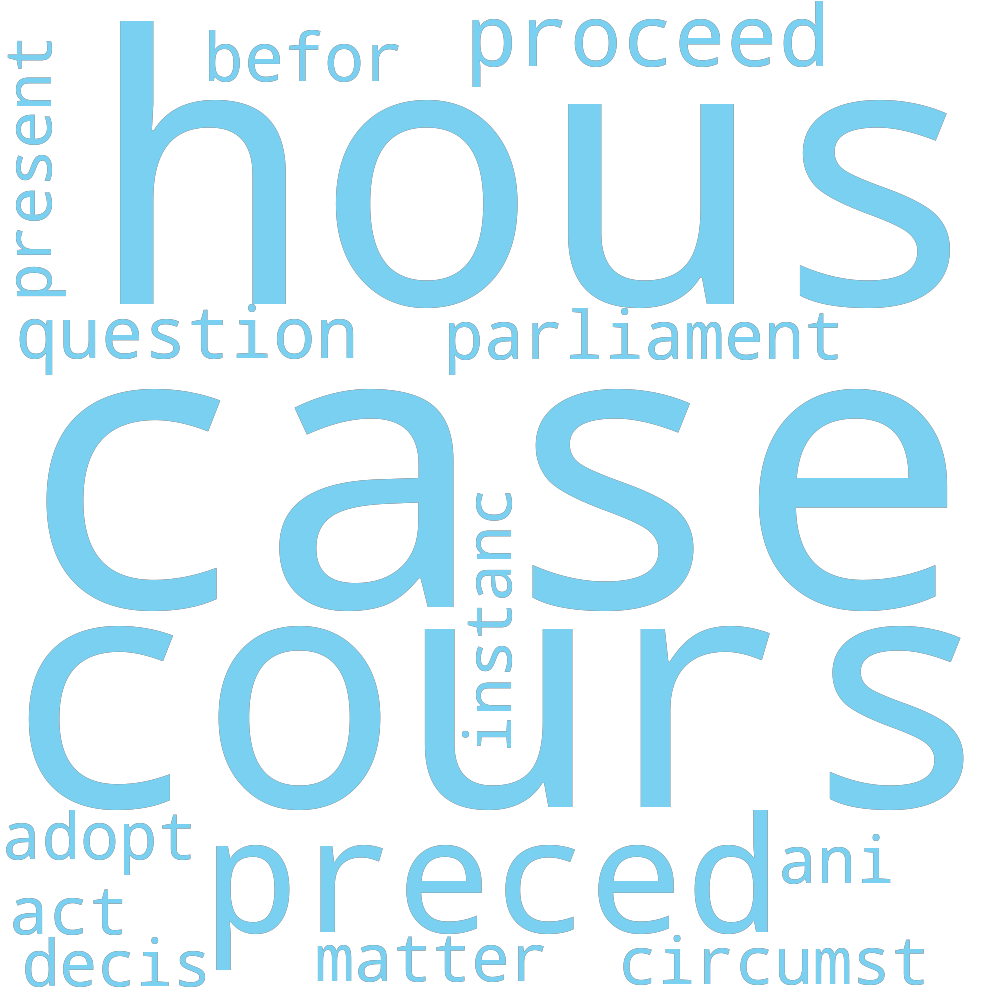 present
befor
proceed
hous
question
parliament
case
instanc
cours
adopt
preced
ani
act
decis
matter
circumst